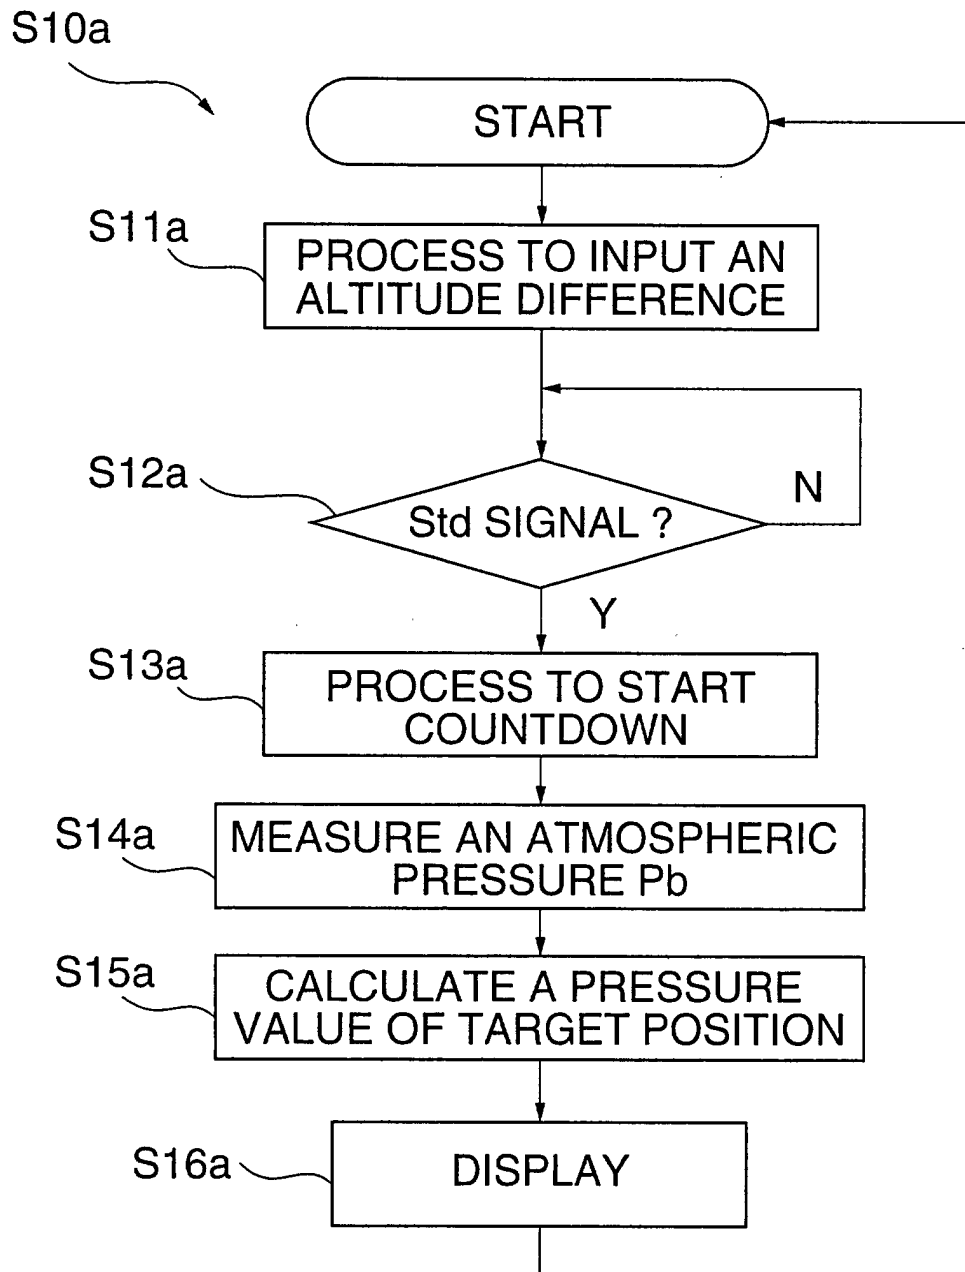 S10a
START
S11a
PROCESS TO INPUT AN
ALTITUDE DIFFERENCE
S12a
Std SIGNAL ?
N
Y
S13a
PROCESS TO START
COUNTDOWN
S14a
MEASURE AN ATMOSPHERIC
PRESSURE Pb
S15a
CALCULATE A PRESSURE
VALUE OF TARGET POSITION
S16a
DISPLAY